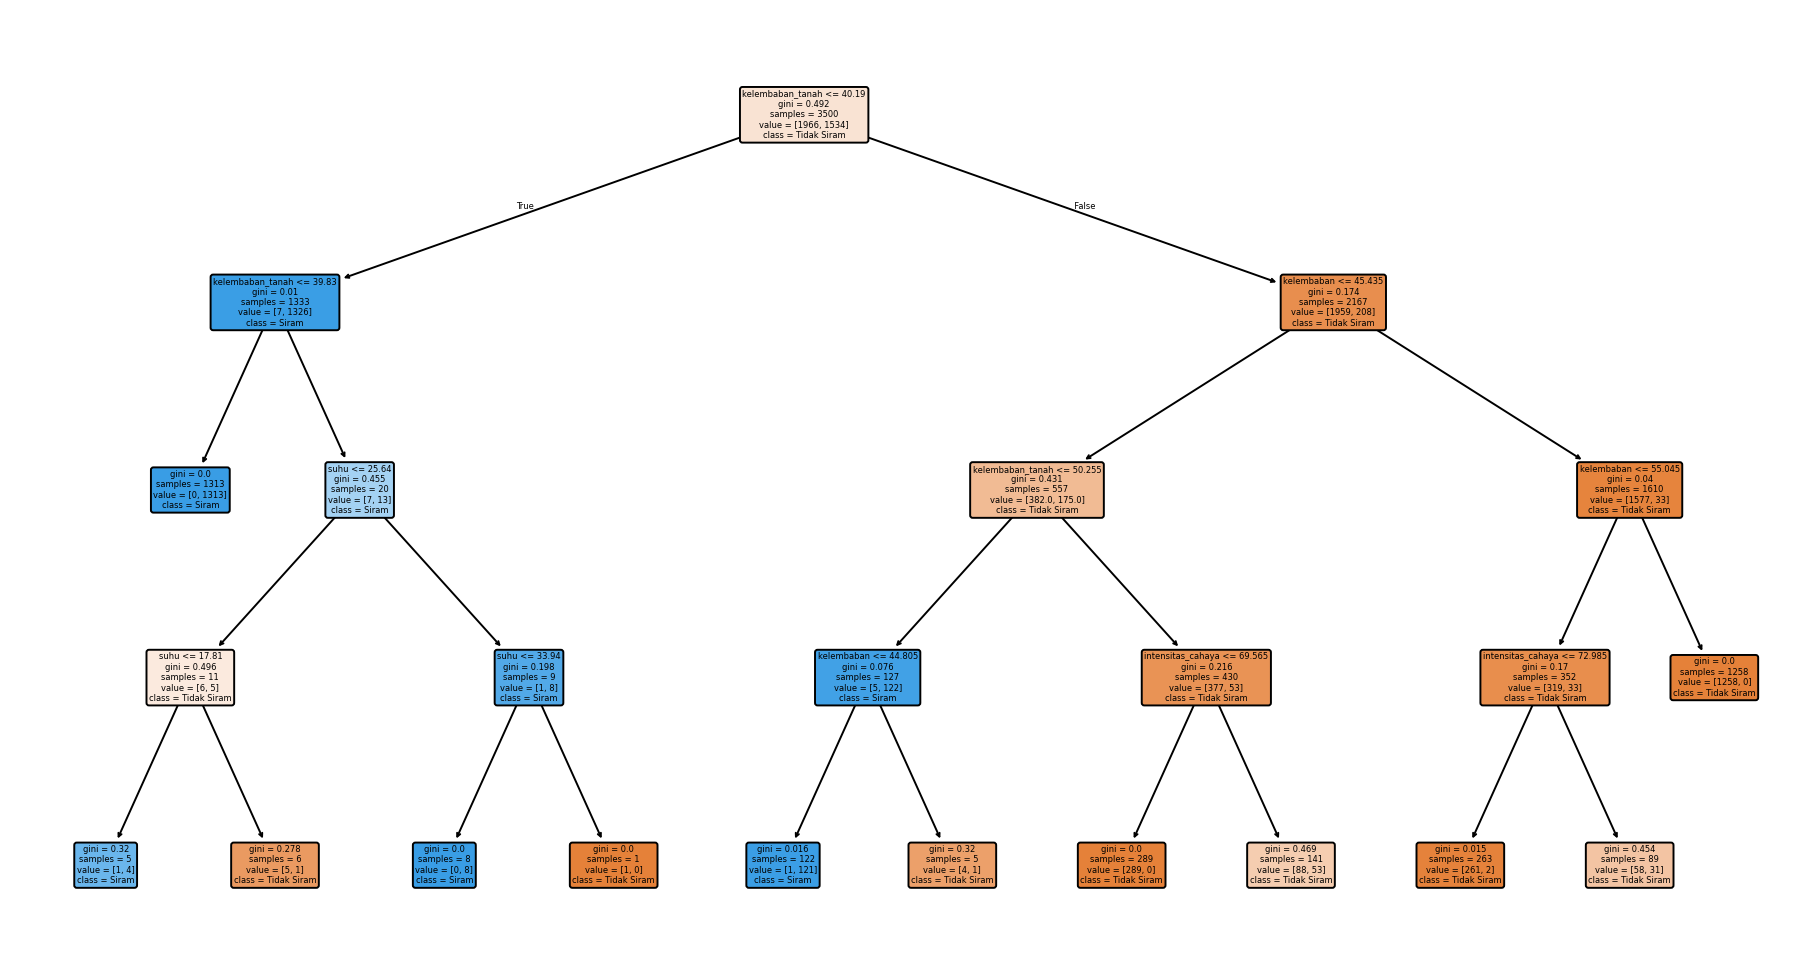 kelembaban_tanah <= 40.19
gini = 0.492
samples = 3500
value = [1966, 1534]
class = Tidak Siram
True
False
kelembaban_tanah <= 39.83
gini = 0.01
samples = 1333
value = [7, 1326]
class = Siram
kelembaban <= 45.435
gini = 0.174
samples = 2167
value = [1959, 208]
class = Tidak Siram
gini = 0.0
samples = 1313
value = [0, 1313]
class = Siram
suhu <= 25.64
gini = 0.455
samples = 20
value = [7, 13]
class = Siram
kelembaban_tanah <= 50.255
gini = 0.431
samples = 557
value = [382.0, 175.0]
class = Tidak Siram
kelembaban <= 55.045
gini = 0.04
samples = 1610
value = [1577, 33]
class = Tidak Siram
suhu <= 17.81
gini = 0.496
samples = 11
value = [6, 5]
class = Tidak Siram
suhu <= 33.94
gini = 0.198
samples = 9
value = [1, 8]
class = Siram
kelembaban <= 44.805
gini = 0.076
samples = 127
value = [5, 122]
class = Siram
intensitas_cahaya <= 69.565
gini = 0.216
samples = 430
value = [377, 53]
class = Tidak Siram
intensitas_cahaya <= 72.985
gini = 0.17
samples = 352
value = [319, 33]
class = Tidak Siram
gini = 0.0
samples = 1258
value = [1258, 0]
class = Tidak Siram
gini = 0.32
samples = 5
value = [1, 4]
class = Siram
gini = 0.278
samples = 6
value = [5, 1]
class = Tidak Siram
gini = 0.0
samples = 8
value = [0, 8]
class = Siram
gini = 0.0
samples = 1
value = [1, 0]
class = Tidak Siram
gini = 0.016
samples = 122
value = [1, 121]
class = Siram
gini = 0.32
samples = 5
value = [4, 1]
class = Tidak Siram
gini = 0.0
samples = 289
value = [289, 0]
class = Tidak Siram
gini = 0.469
samples = 141
value = [88, 53]
class = Tidak Siram
gini = 0.015
samples = 263
value = [261, 2]
class = Tidak Siram
gini = 0.454
samples = 89
value = [58, 31]
class = Tidak Siram